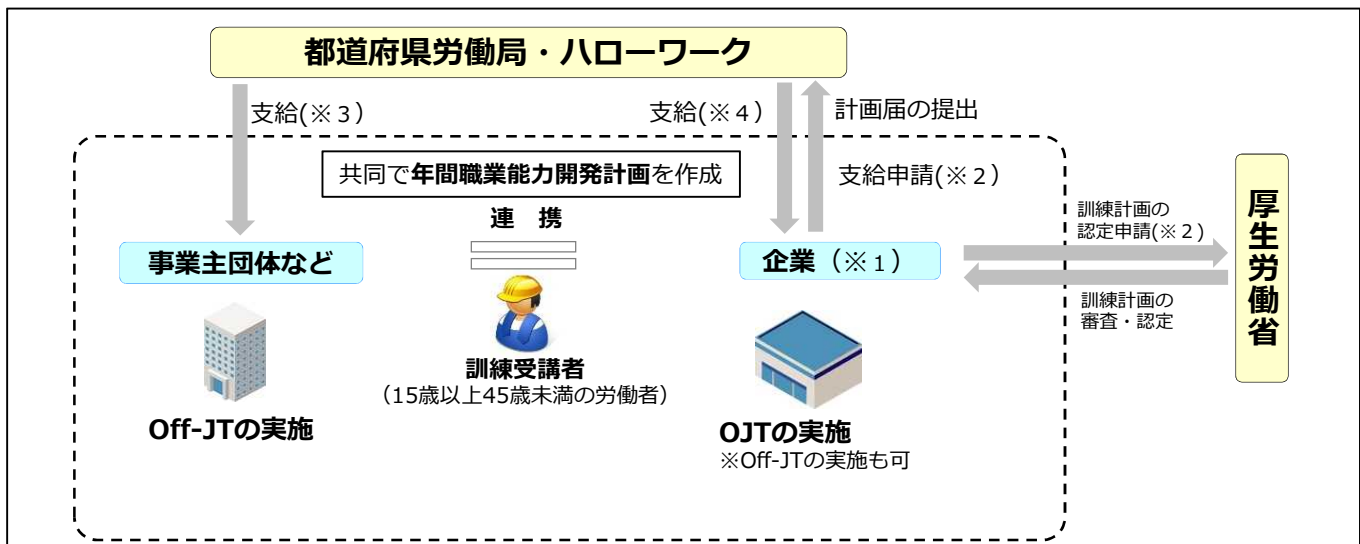 都道府県労働局・ハローワーク
支給(※３)
支給(※４)
計画届の提出
共同で年間職業能力開発計画を作成
支給申請(※２)
連 携
訓練計画の
認定申請(※２)
事業主団体など
企業（※１）
厚生労働省
訓練計画の
審査・認定
訓練受講者
（15歳以上45歳未満の労働者）
Off-JTの実施
OJTの実施
※Off-JTの実施も可